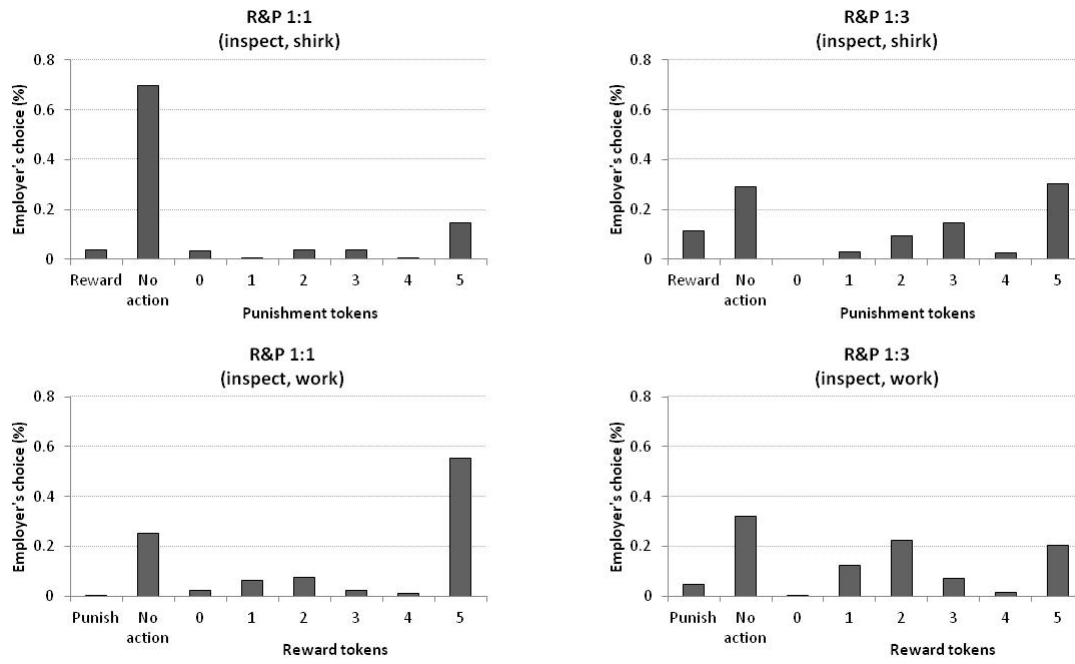 R&P 1:1
(inspect, shirk)
Employer's choice (%)
0.8
0.6
0.4
0.2
0
Reward No action 0 1 2 3 4 5
Punishment tokens
R&P 1:3
(inspect, shirk)
Employer's choice (%)
0.8
0.6
0.4
0.2
0
Reward No action 0 1 2 3 4 5
Punishment tokens
R&P 1:1
(inspect, work)
Employer's choice (%)
0.8
0.6
0.4
0.2
0
Punish No action 0 1 2 3 4 5
Reward tokens
R&P 1:3
(inspect, work)
Employer's choice (%)
0.8
0.6
0.4
0.2
0
Punish No action 0 1 2 3 4 5
Reward tokens